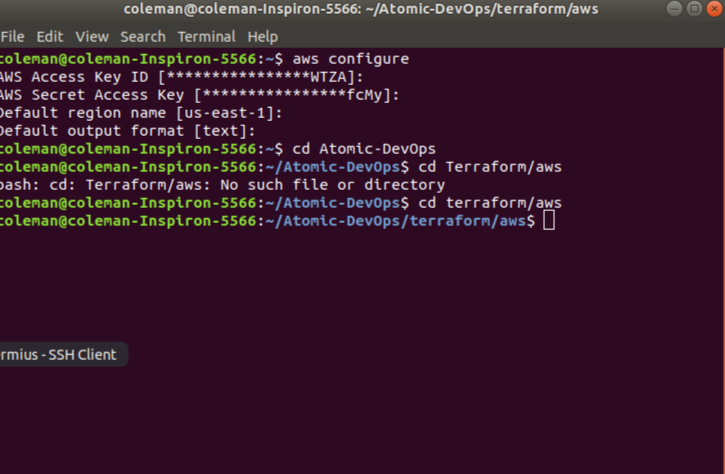 coleman@coleman-Inspiron-5566: ~/Atomic-DevOps/terraform/aws
File Edit View Search Terminal Help
coleman@coleman-Inspiron-5566:~$ aws configure
AWS Access Key ID [****************WTZA]:
AWS Secret Access Key [****************fcMy]:
Default region name [us-east-1]:
Default output format [text]:
coleman@coleman-Inspiron-5566:~$ cd Atomic-DevOps
coleman@coleman-Inspiron-5566:~/Atomic-DevOps$ cd Terraform/aws
bash: cd: Terraform/aws: No such file or directory
coleman@coleman-Inspiron-5566:~/Atomic-DevOps$ cd terraform/aws
coleman@coleman-Inspiron-5566:~/Atomic-DevOps/terraform/aws$
ermius - SSH Client